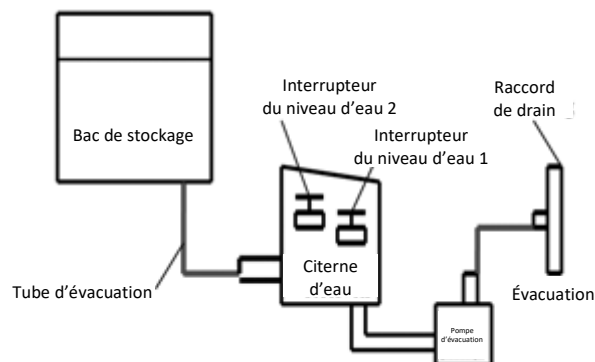 Interrupteur
du niveau d'eau 2
Raccord
de drain
Bac de stockage
Interrupteur
du niveau d'eau 1
Citerne
d'eau
Tube d'évacuation
Évacuation
Pompe
d'évacuation